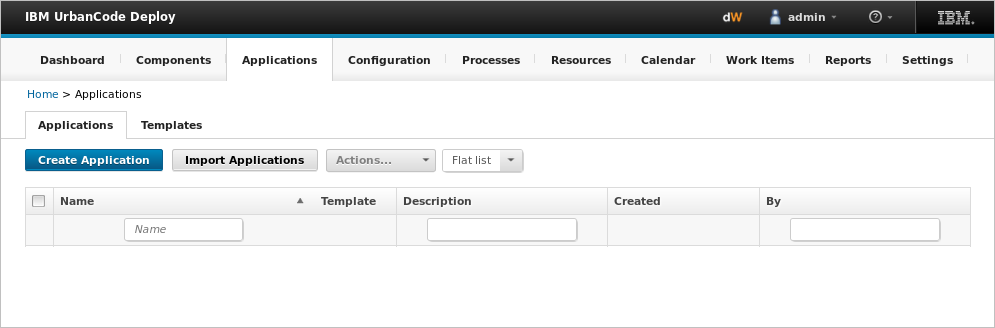 IBM UrbanCode Deploy dW admin ? IBM
Dashboard Components Applications Configuration Processes Resources Calendar Work Items Reports Settings
Home > Applications
Applications Templates
Create Application Import Applications Actions... Flat list
Name Template Description Created By
Name